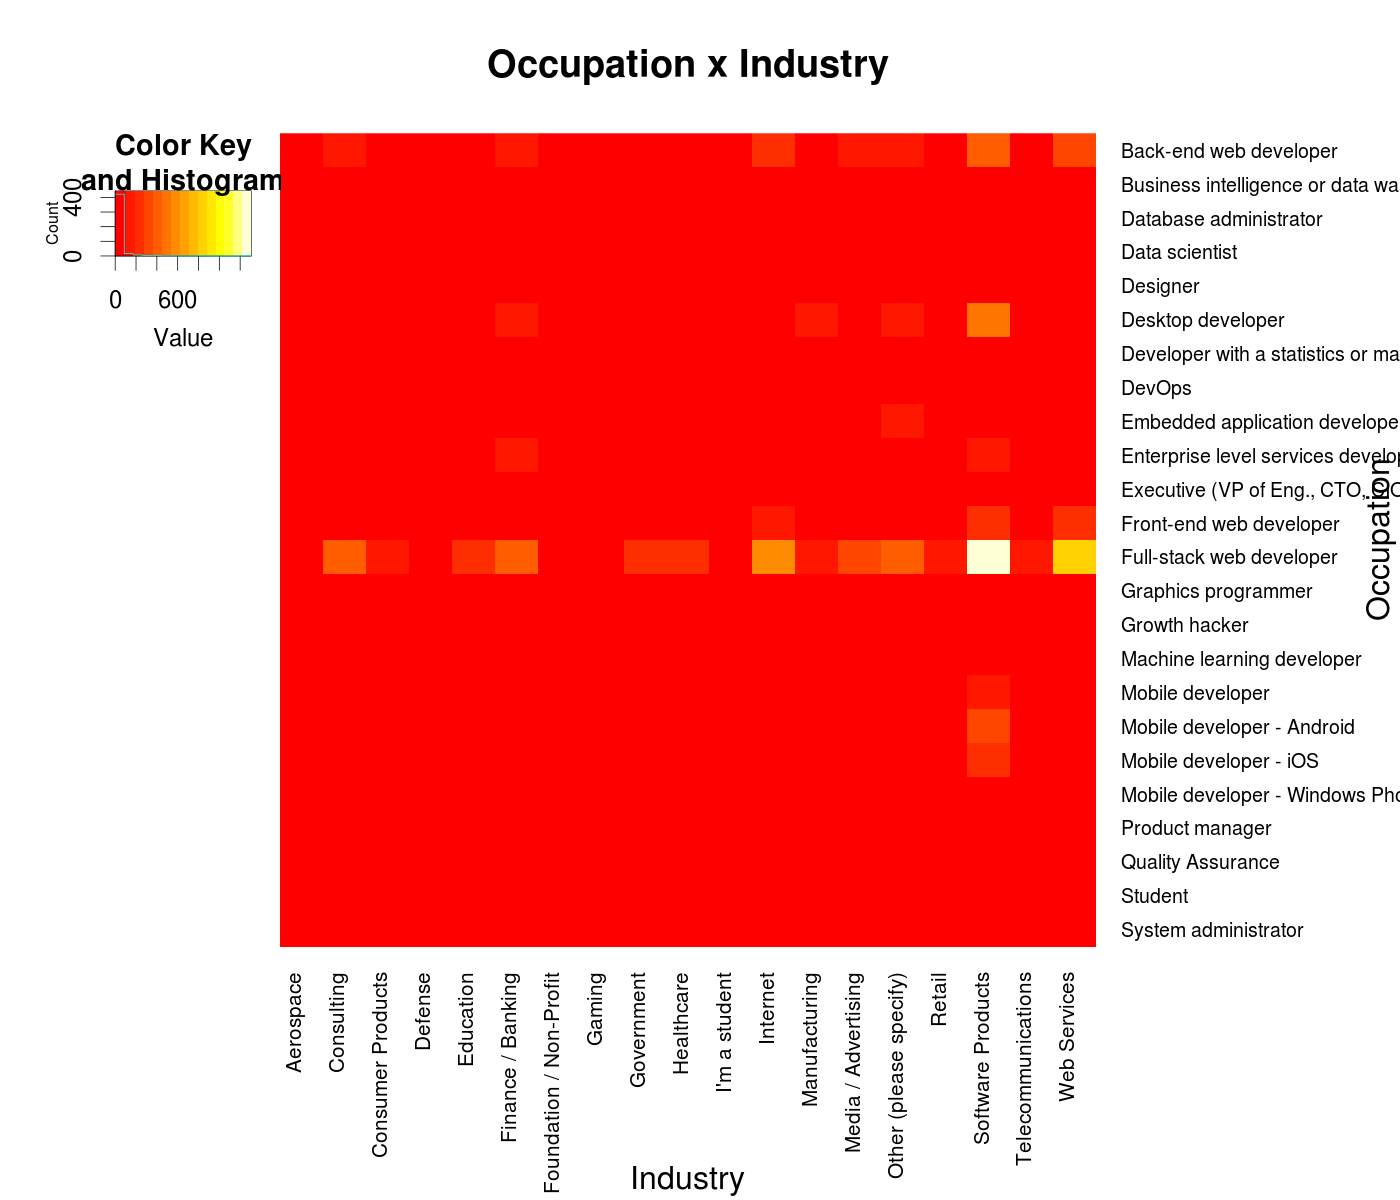 Occupation x Industry
Color Key
and Histogram
Count
0 400
0 600
Value
Back-end web developer
Business intelligence or data wa
Database administrator
Data scientist
Designer
Desktop developer
Developer with a statistics or ma
DevOps
Embedded application develope
Enterprise level services develop
Executive (VP of Eng., CTO, CIO
Front-end web developer
Full-stack web developer
Graphics programmer
Growth hacker
Machine learning developer
Mobile developer
Mobile developer - Android
Mobile developer - iOS
Mobile developer - Windows Pho
Product manager
Quality Assurance
Student
System administrator
Occupation
Aerospace
Consulting
Consumer Products
Defense
Education
Finance / Banking
Foundation / Non-Profit
Gaming
Government
Healthcare
I'm a student
Internet
Manufacturing
Media / Advertising
Other (please specify)
Retail
Software Products
Telecommunications
Web Services
Industry